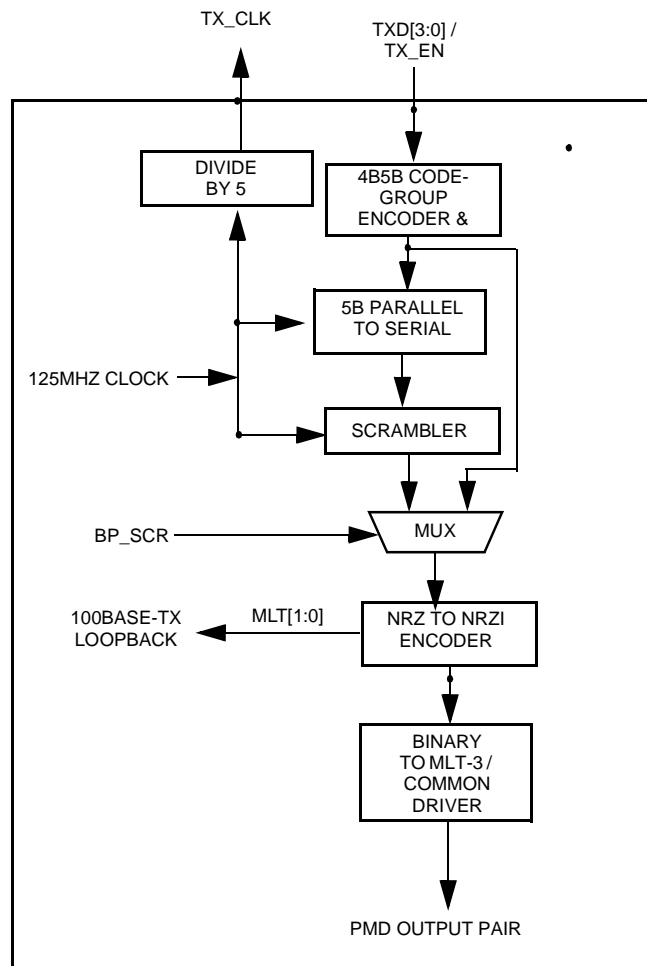 TX_CLK
TXD[3:0] /
TX_EN
DIVIDE
BY 5
4B5B CODE-
GROUP
ENCODER &
5B PARALLEL
TO SERIAL
125MHZ CLOCK
SCRAMBLER
BP_SCR
MUX
100BASE-TX
LOOPBACK
MLT[1:0]
NRZ TO NRZI
ENCODER
BINARY
TO MLT-3 /
COMMON
DRIVER
PMD OUTPUT PAIR